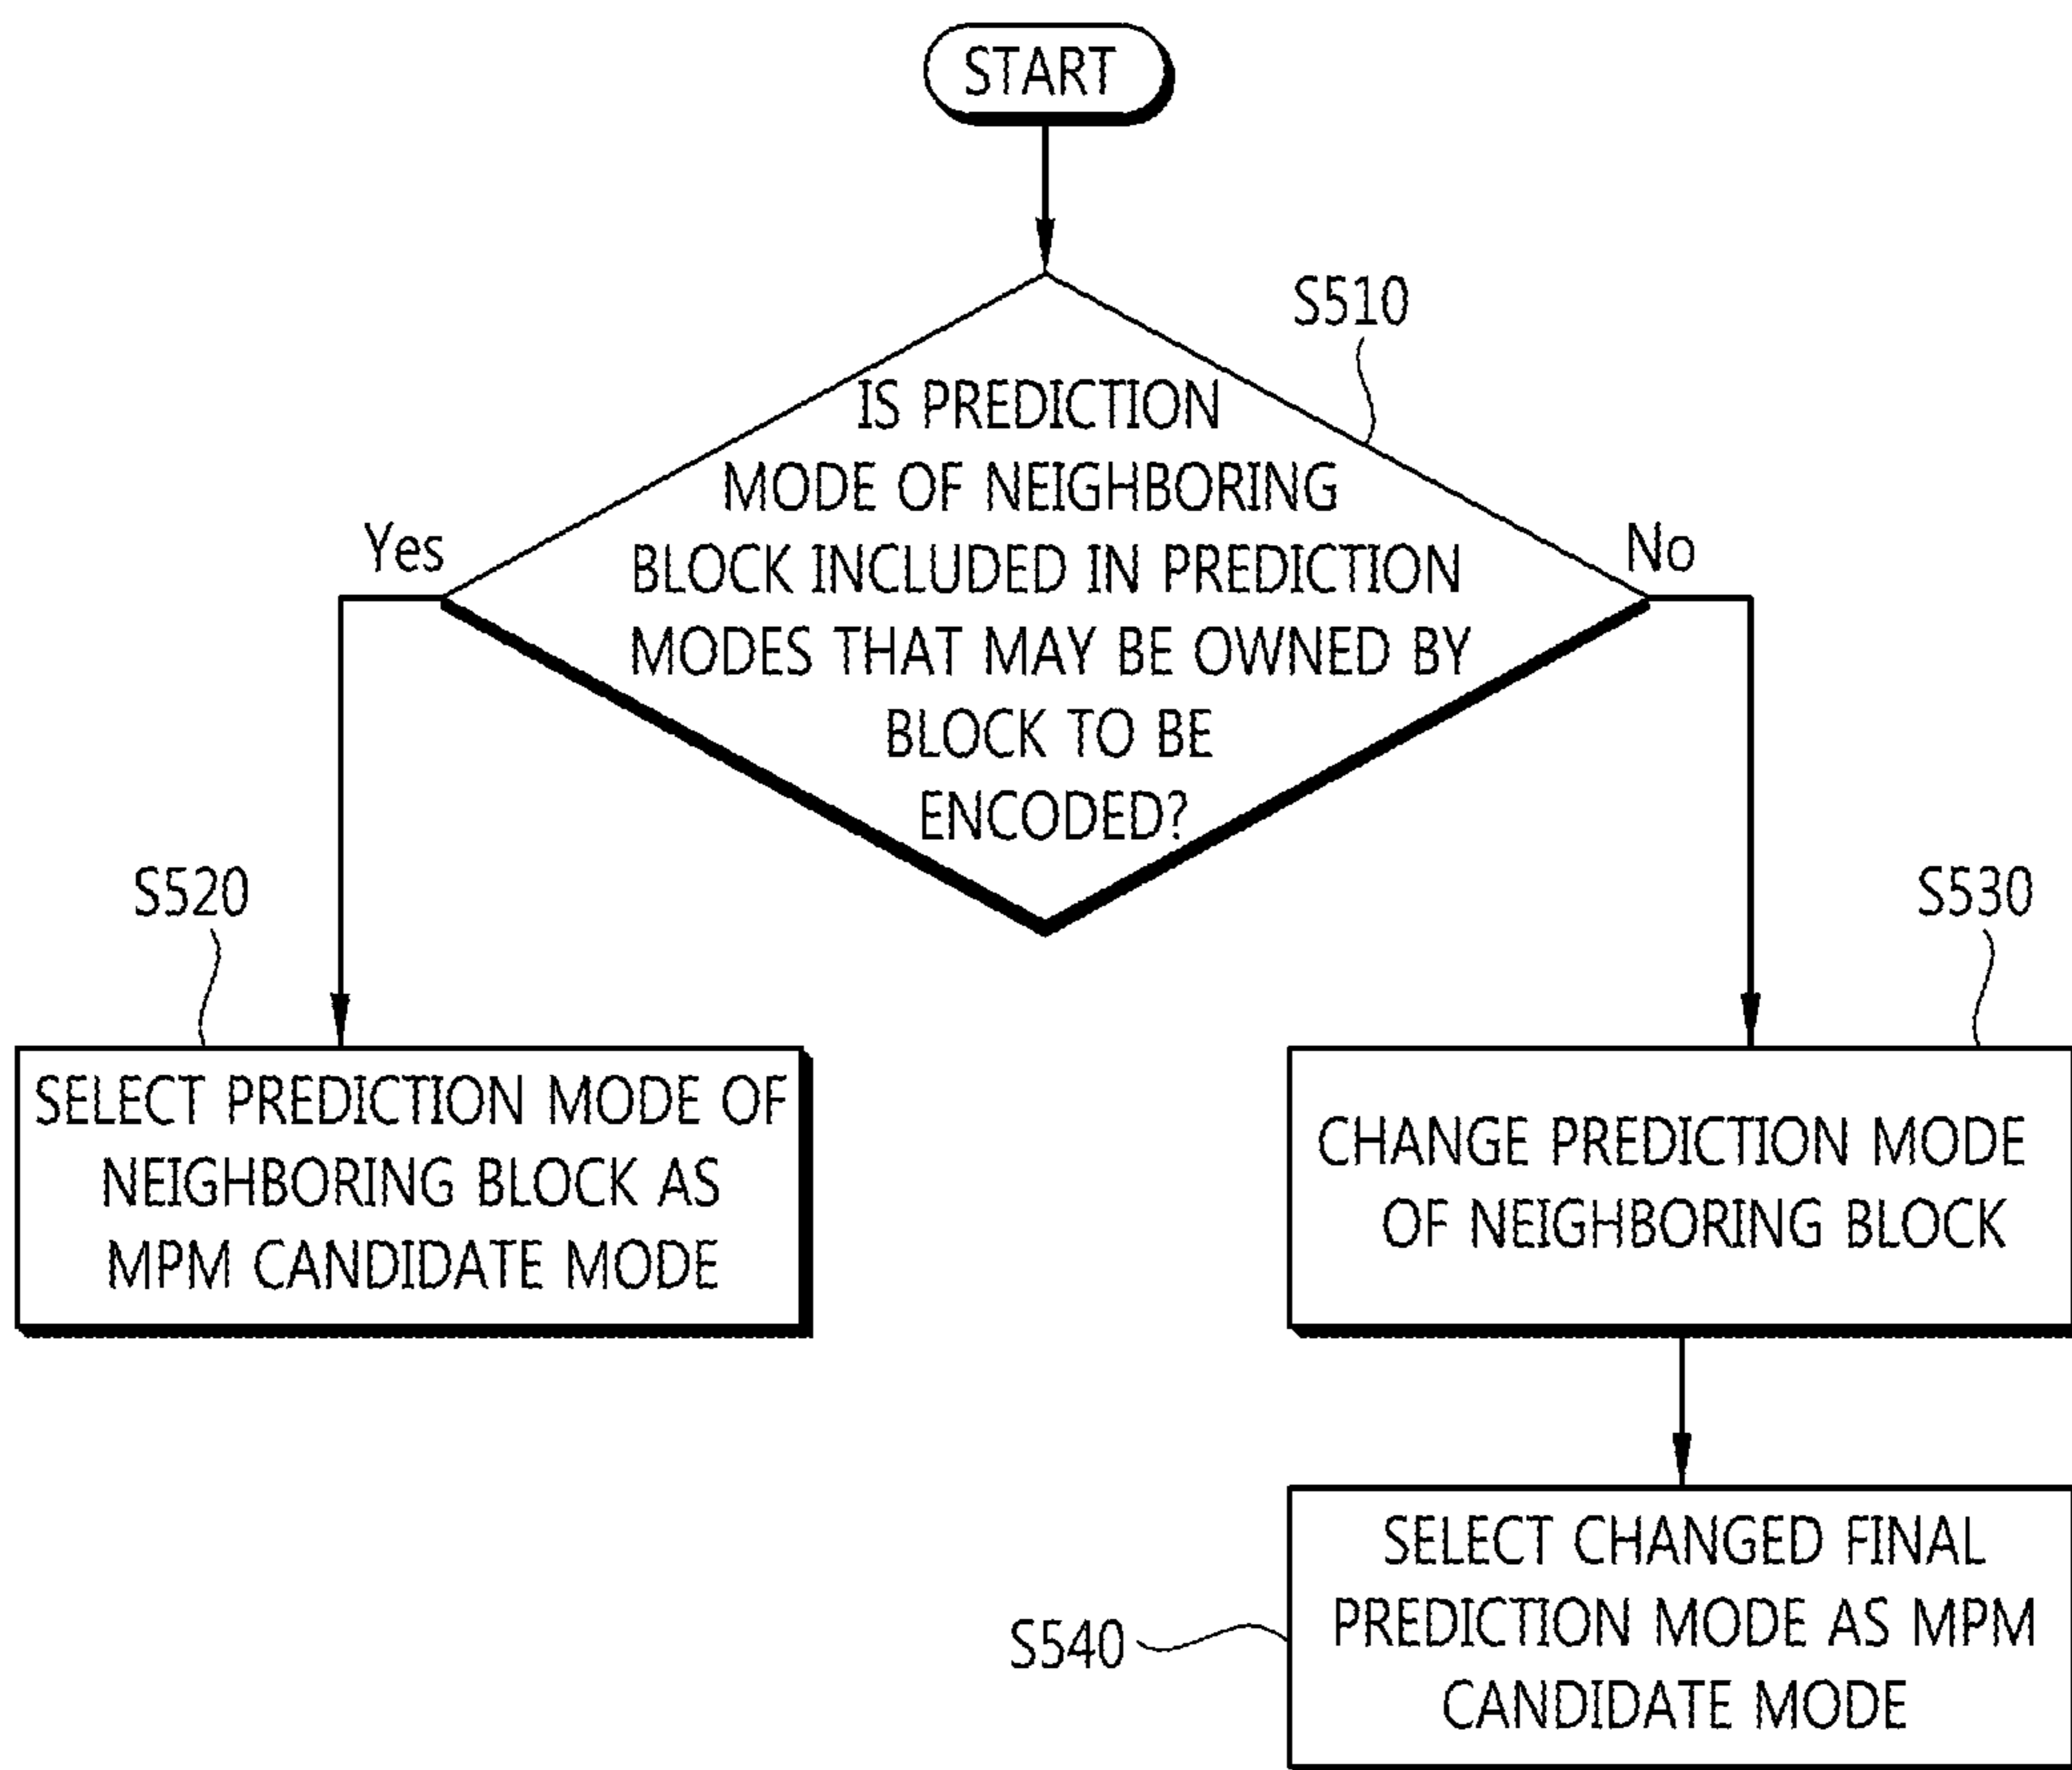 START
S510
IS PREDICTION
MODE OF NEIGHBORING
BLOCK INCLUDED IN PREDICTION
MODES THAT MAY BE OWNED BY
BLOCK TO BE
ENCODED?
Yes
No
S520
SELECT PREDICTION MODE OF
NEIGHBORING BLOCK AS
MPM CANDIDATE MODE
S530
CHANGE PREDICTION MODE
OF NEIGHBORING BLOCK
S540
SELECT CHANGED FINAL
PREDICTION MODE AS MPM
CANDIDATE MODE